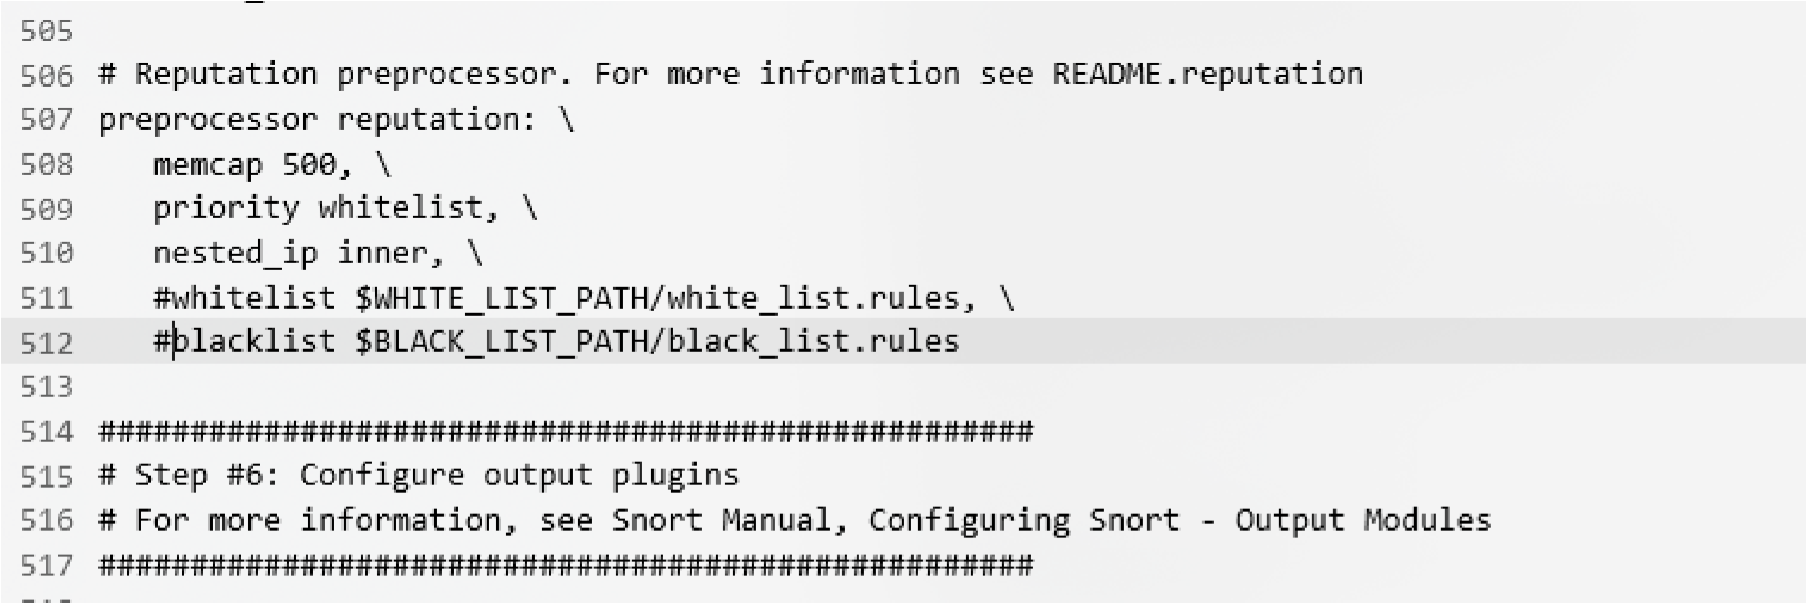 505
506 # Reputation preprocessor. For more information see README.reputation
507 preprocessor reputation: \
508    memcap 500, \
509    priority whitelist, \
510    nested_ip inner, \
511    #whitelist $WHITE_LIST_PATH/white_list.rules, \
512    #blacklist $BLACK_LIST_PATH/black_list.rules
513
514 ###################################################
515 # Step #6: Configure output plugins
516 # For more information, see Snort Manual, Configuring Snort - Output Modules
517 ###################################################